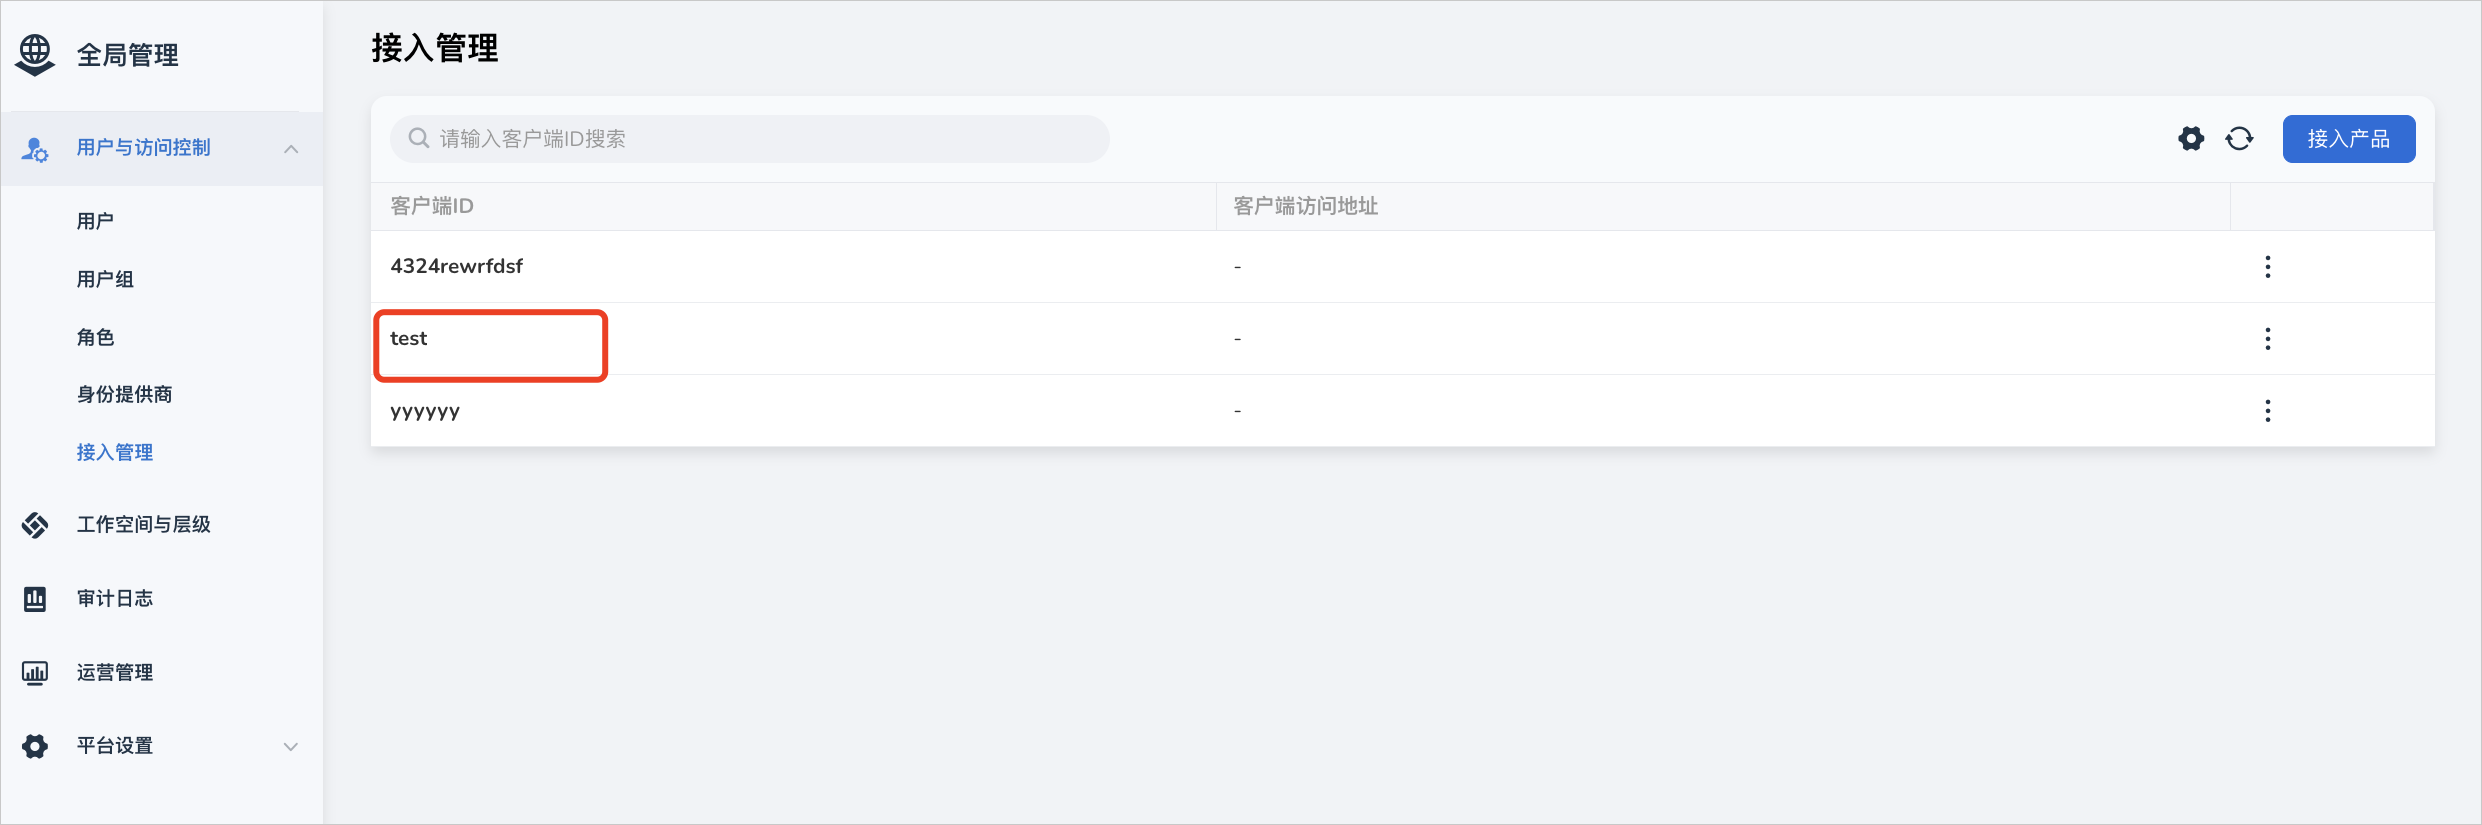 全局管理
用户与访问控制
用户
用户组
角色
身份提供商
接入管理
工作空间与层级
审计日志
运营管理
平台设置
接入管理
请输入客户端ID搜索
接入产品
客户端ID 客户端访问地址
4324rewrfdsf -
test -
yyyyyy -